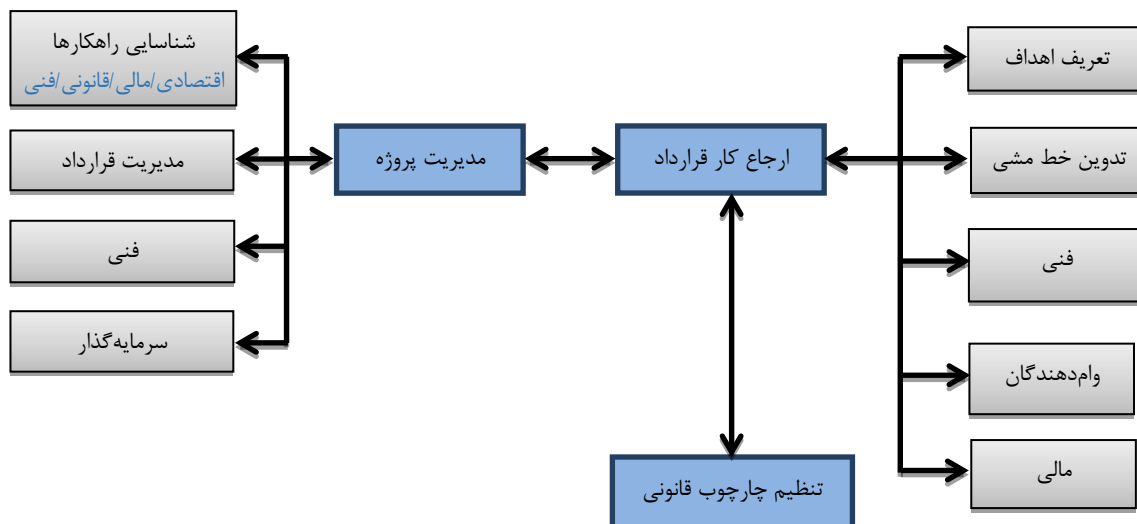 تعریف اهداف
تدوین خط مشی
فنی
وام‌دهندگان
مالی
ارجاع کار قرارداد
تنظیم چارچوب قانونی
مدیریت پروژه
شناسایی راهکارها
اقتصادی/مالی/قانونی/فنی
مدیریت قرارداد
فنی
سرمایه‌گذار